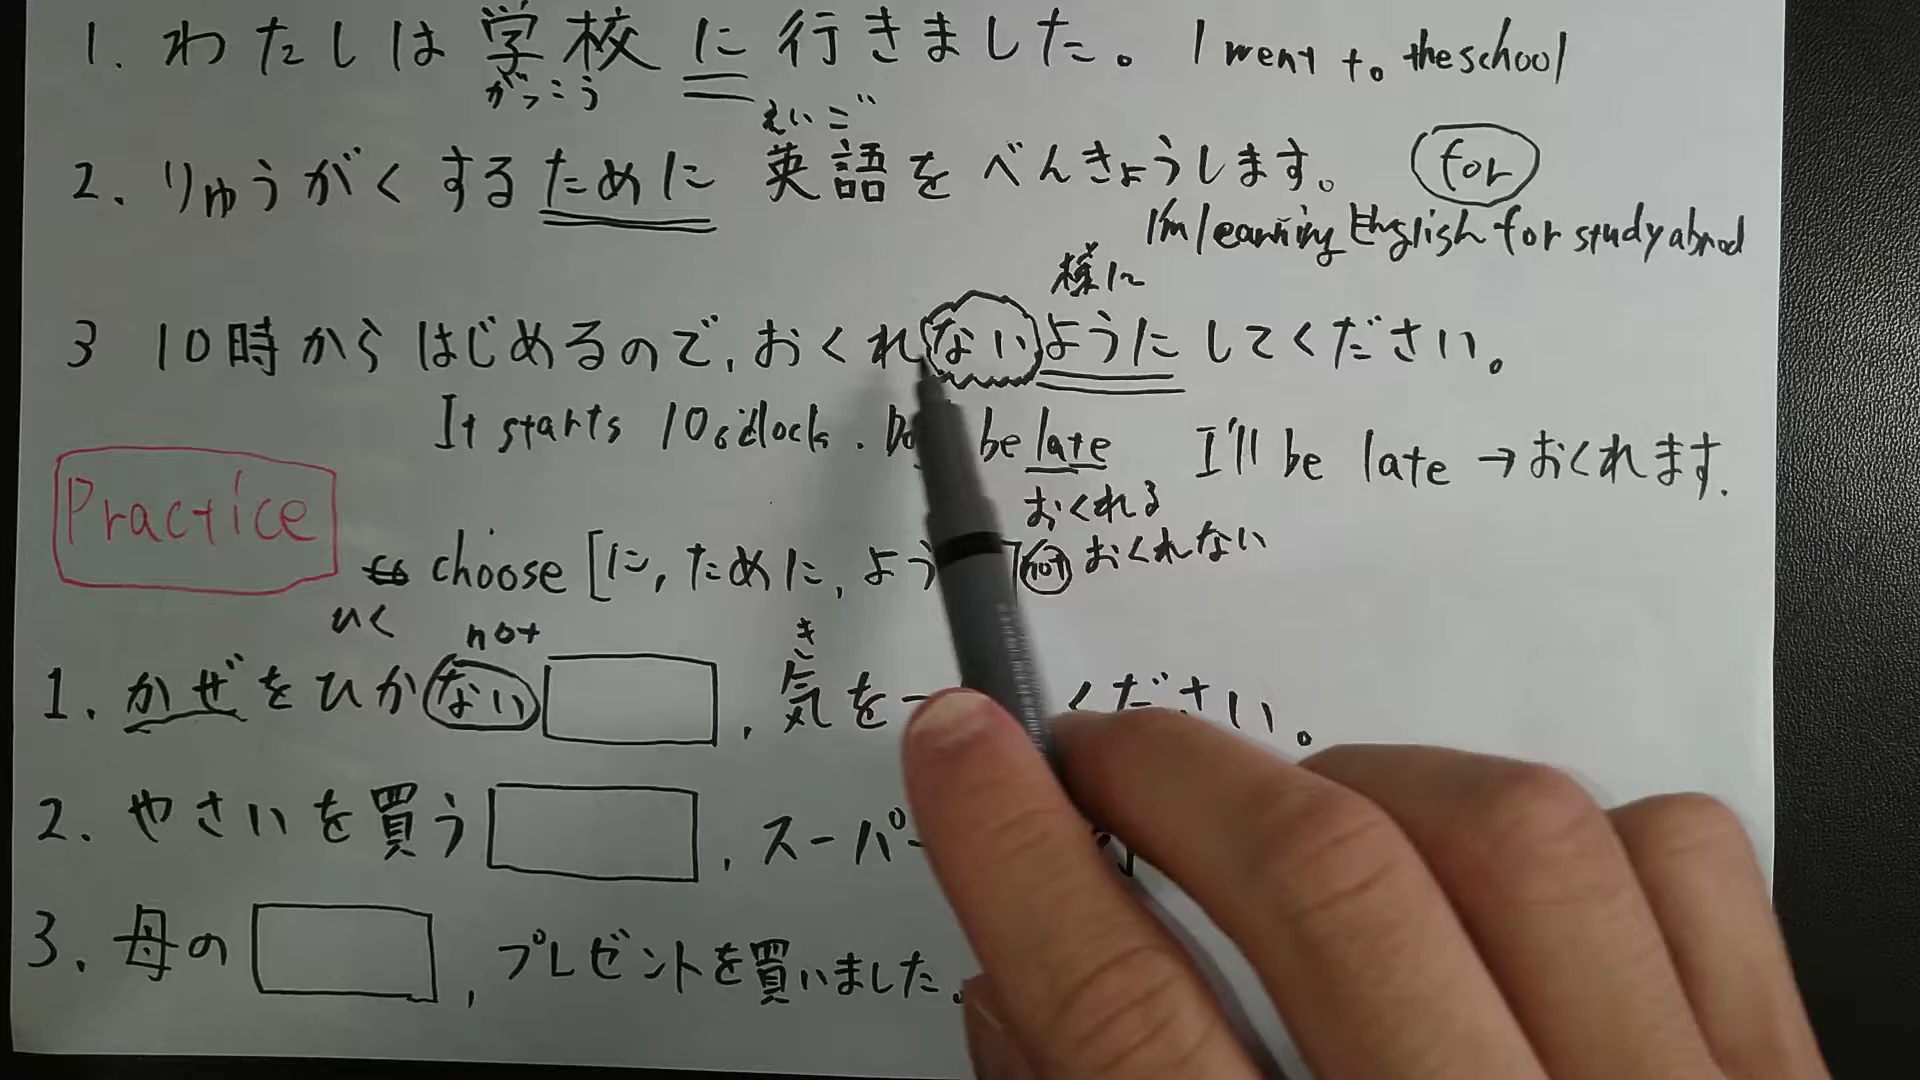 1. わたしは学校に行きました。 I went to the school
がっこう
えいご
2. りゅうがくするために 英語をべんきょうします。 for
I'm learning English for study abroad
様に
3 10時からはじめるので、おくれないようにしてください。
It starts 10 o'clock. be late I'll be late → おくれます.
おくれる
Practice
choose [に, ために, よう not おくれない
ひく not き
1. かぜをひかない , 気を ください。
2. やさいを買う , スーパー
3. 母の , プレゼントを買いました。